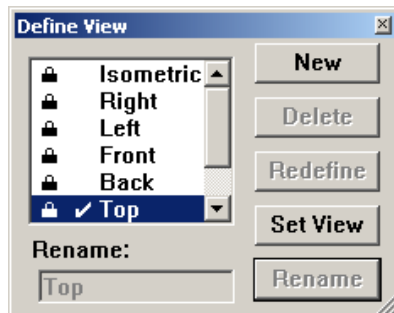 Define View
Isometric
Right
Left
Front
Back
Top
Rename:
Top
New
Delete
Redefine
Set View
Rename